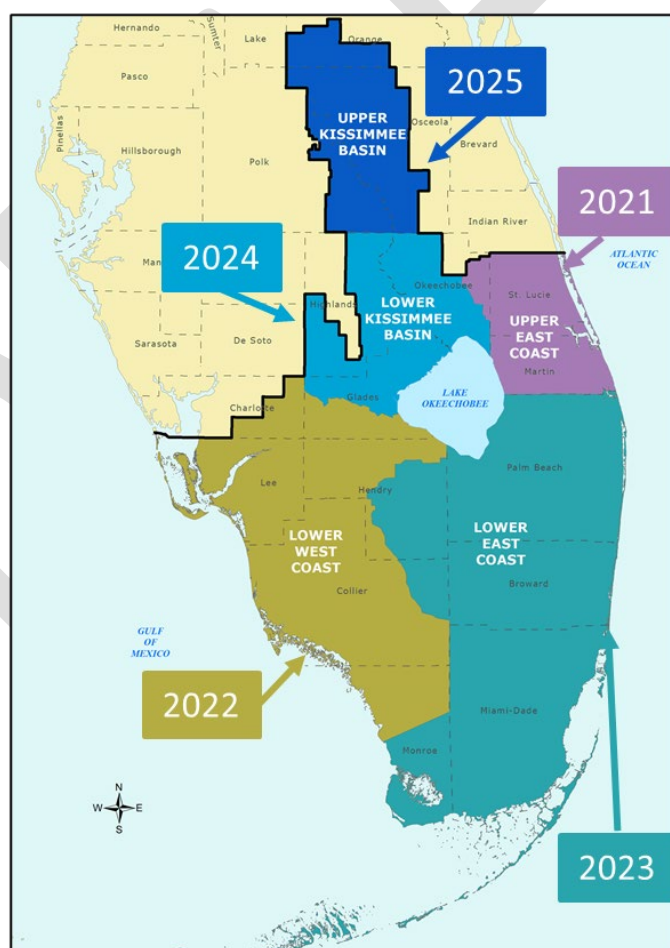 Hernando
Sumter
Lake
Orange
Pasco
2025
Osceola
Brevard
UPPER
KISSIMMEE
BASIN
Pinellas
Hillsborough
Polk
2021
Indian River
ATLANTIC
OCEAN
2024
Okeechobee
Highlands
St. Lucie
LOWER
KISSIMMEE
BASIN
UPPER
EAST
COAST
Sarasota
De Soto
Martin
LAKE
OKEECHOBEE
Charlotte
Glades
Lee
Hendry
Palm Beach
LOWER
WEST
COAST
LOWER
EAST
COAST
Collier
Broward
GULF
OF
MEXICO
2022
Miami-Dade
Monroe
N
W E
S
2023